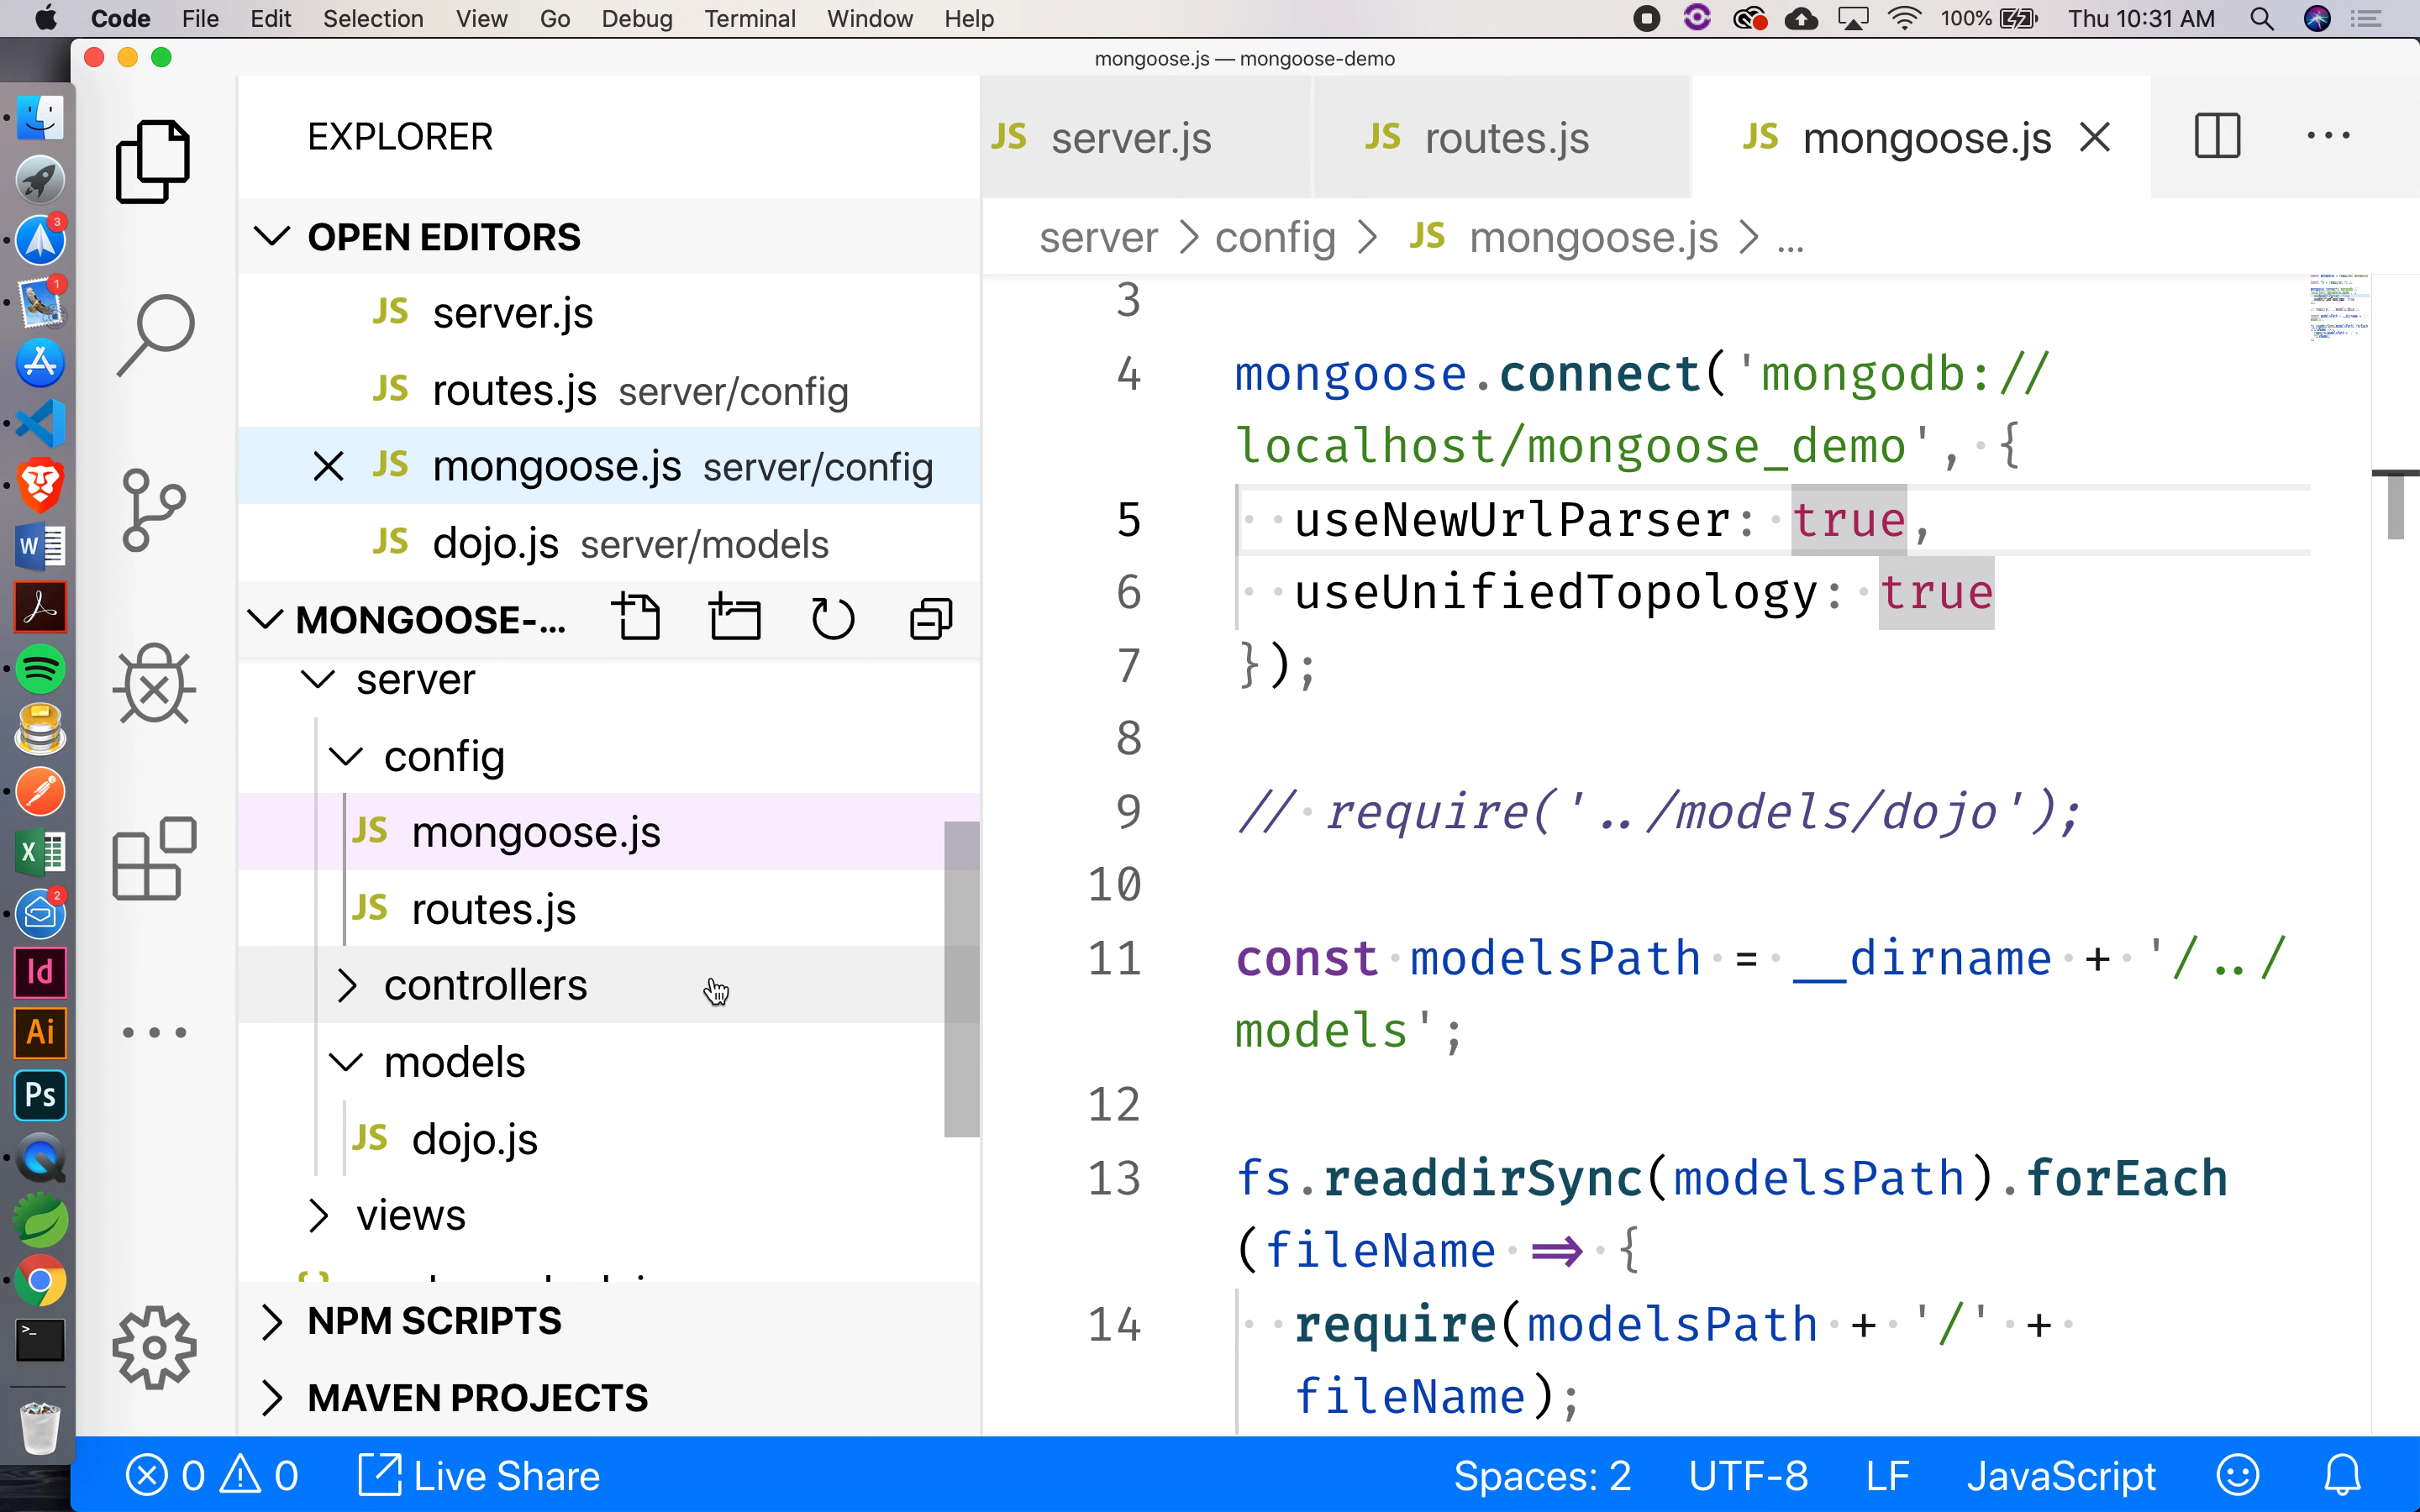 Code File Edit Selection View Go Debug Terminal Window Help 100% Thu 10:31 AM
mongoose.js — mongoose-demo
EXPLORER
JS server.js JS routes.js JS mongoose.js
server > config > JS mongoose.js > ...
OPEN EDITORS
JS server.js
JS routes.js server/config
JS mongoose.js server/config
JS dojo.js server/models
MONGOOSE-...
server
config
JS mongoose.js
JS routes.js
controllers
models
JS dojo.js
views
NPM SCRIPTS
MAVEN PROJECTS
3
4 mongoose.connect('mongodb://
localhost/mongoose_demo', {
5 useNewUrlParser: true,
6 useUnifiedTopology: true
7 });
8
9 // require('../models/dojo');
10
11 const modelsPath = __dirname + '/../
models';
12
13 fs.readdirSync(modelsPath).forEach
(fileName => {
14 require(modelsPath + '/' +
fileName);
3
1
W
X
2
Id
Ai
Ps
>_
0 0 Live Share Spaces: 2 UTF-8 LF JavaScript